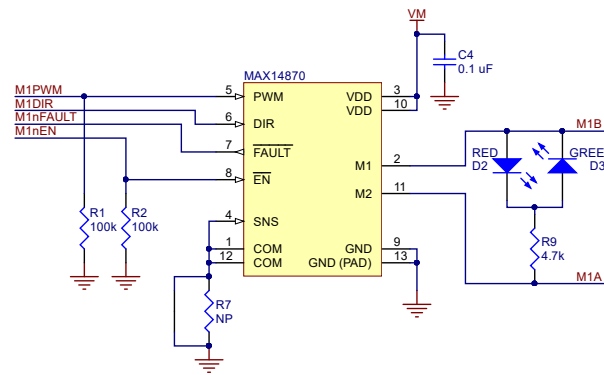 VM
C4
0.1 uF
MAX14870
M1PWM
M1DIR
M1nFAULT
M1nEN
5
PWM
6
DIR
7
FAULT
8
EN
4
SNS
1
COM
12
COM
VDD
3
VDD
10
M1
2
M2
11
GND
9
GND (PAD)
13
R1
100k
R2
100k
R7
NP
M1B
RED
D2
GREE
D3
R9
4.7k
M1A